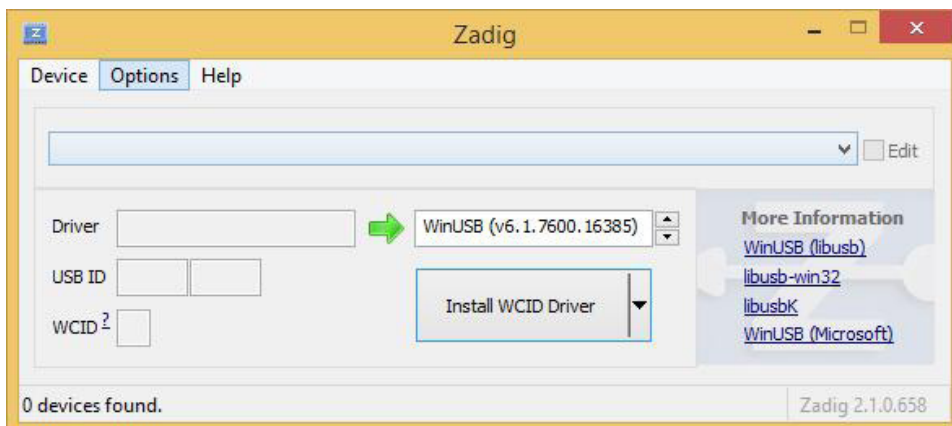 Z
Zadig
Device Options Help
Edit
Driver
WinUSB (v6.1.7600.16385)
More Information
WinUSB (libusb)
USB ID
libusb-win32
Install WCID Driver
libusbK
WCID ?
WinUSB (Microsoft)
0 devices found.
Zadig 2.1.0.658